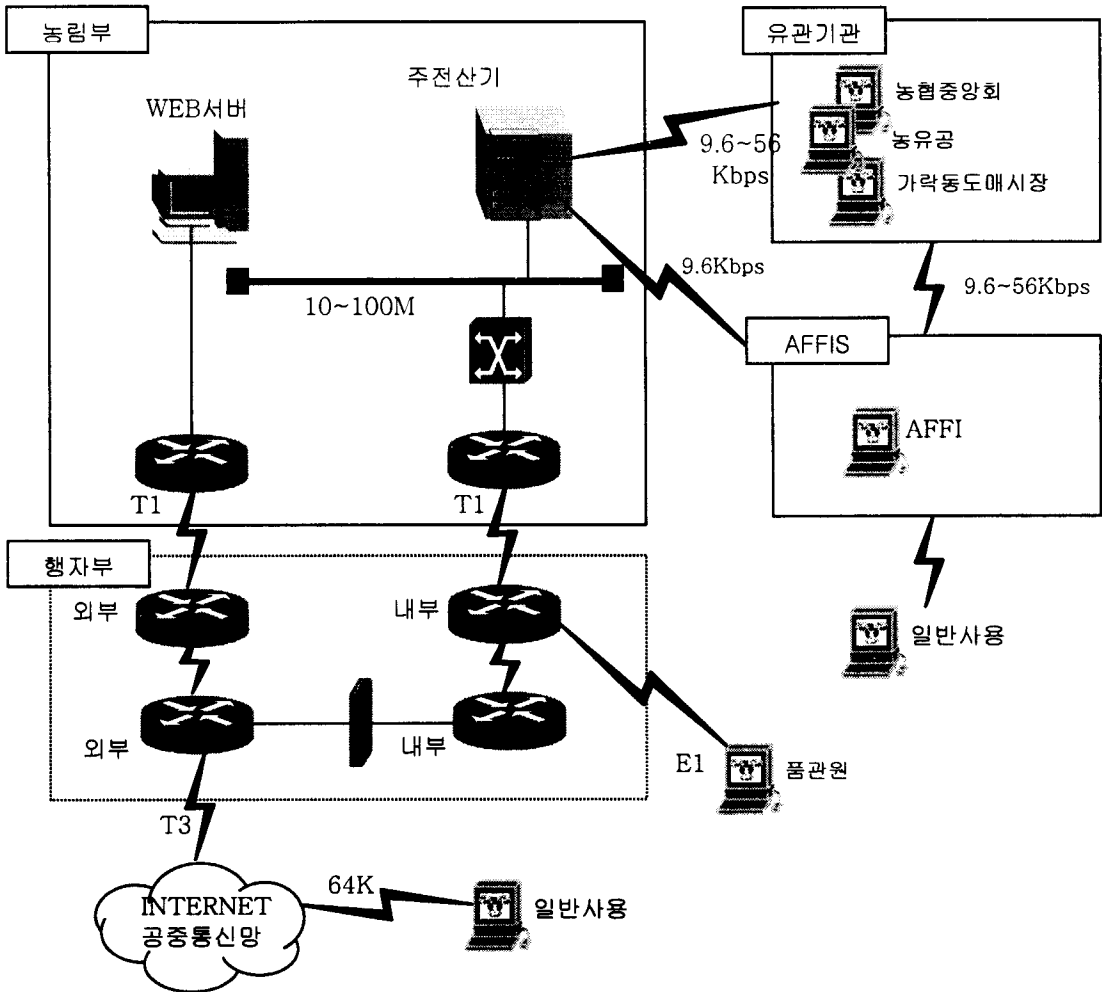 농림부
유관기관
주전산기
WEB서버
농협중앙회
농유공
가락동도매시장
9.6~56
Kbps
9.6Kbps
9.6~56Kbps
10~100M
AFFIS
AFFI
T1
T1
행자부
외부
내부
일반사용
외부
내부
E1
품관원
T3
64K
INTERNET
공중통신망
일반사용